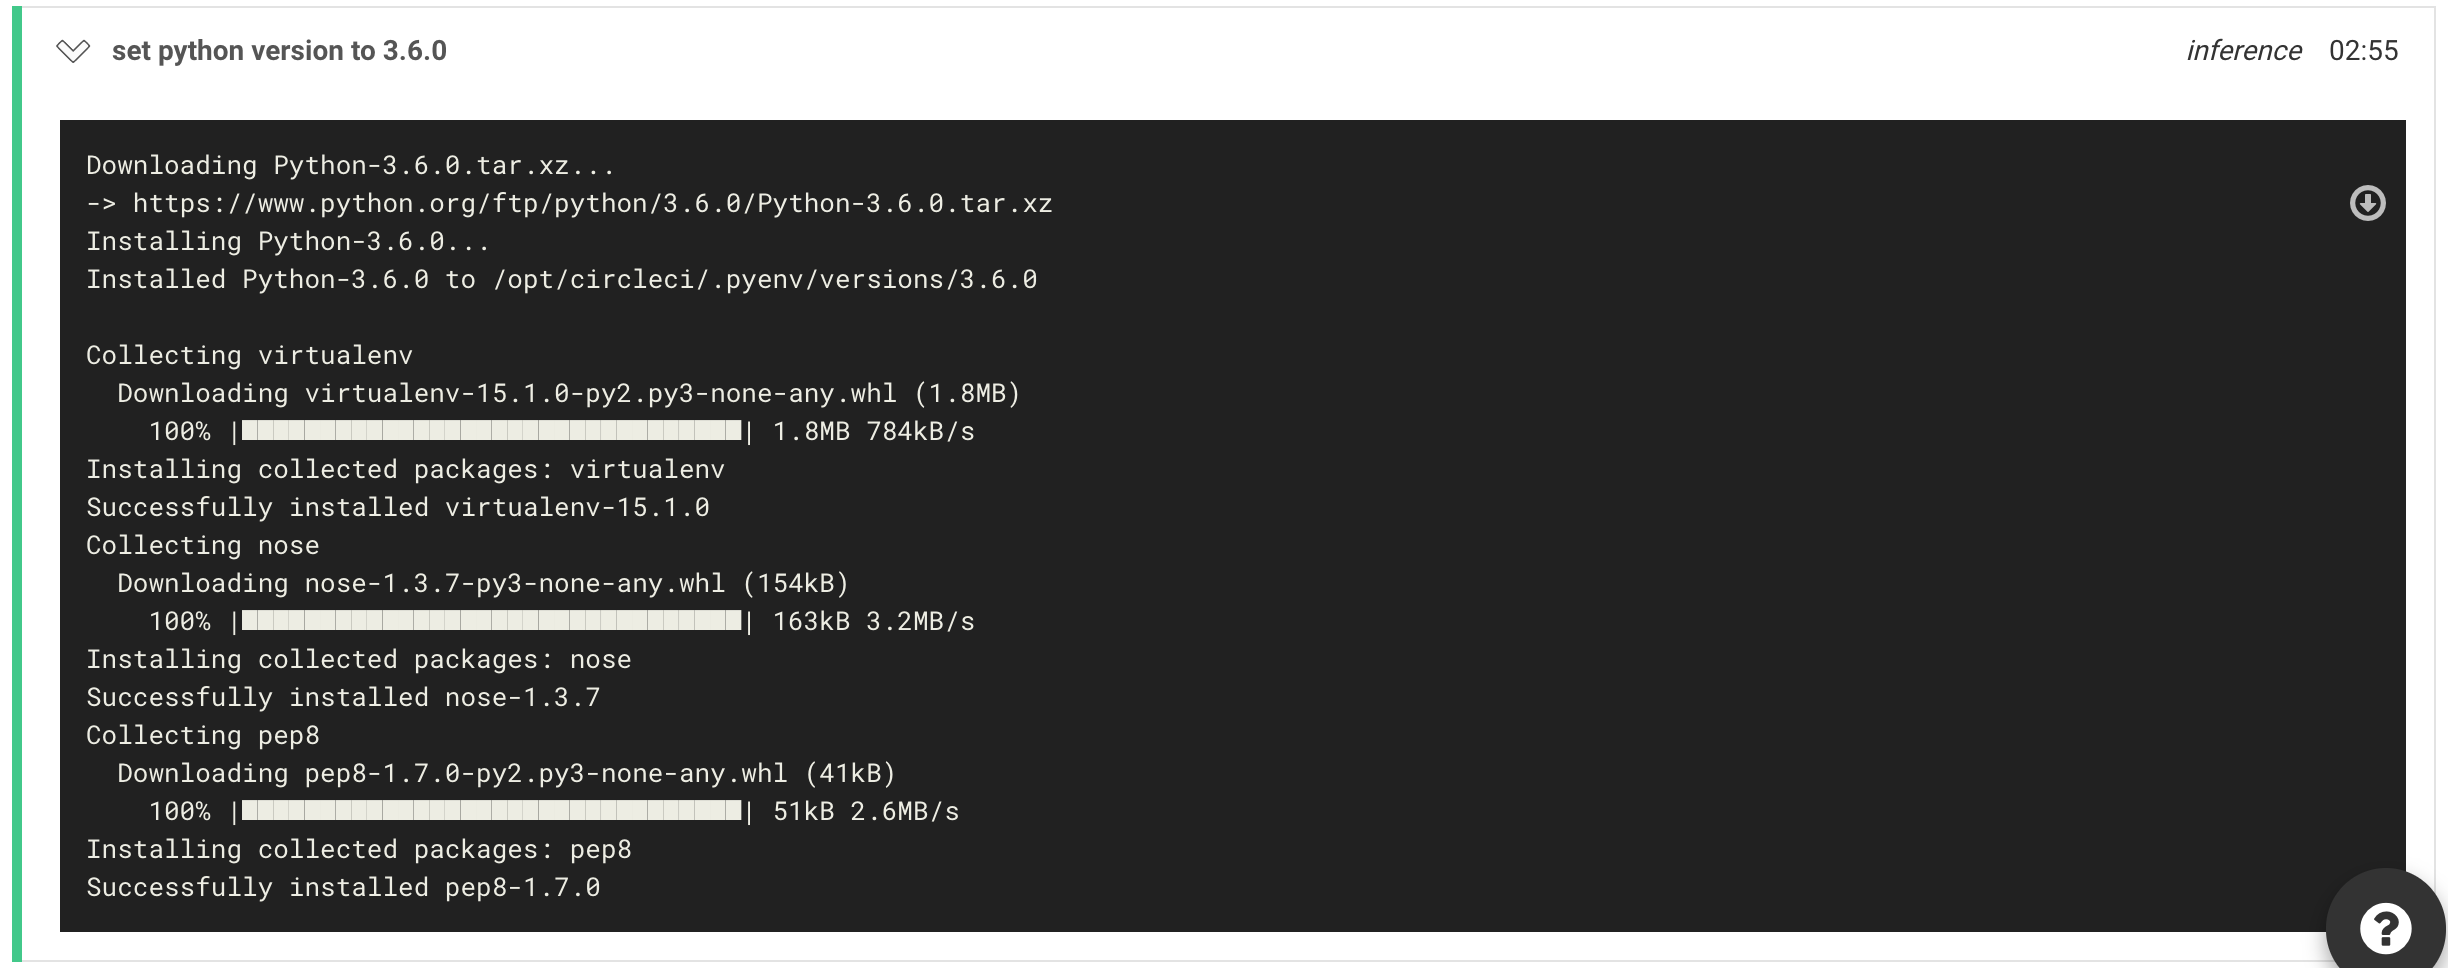 set python version to 3.6.0 inference 02:55
Downloading Python-3.6.0.tar.xz...
-> https://www.python.org/ftp/python/3.6.0/Python-3.6.0.tar.xz
Installing Python-3.6.0...
Installed Python-3.6.0 to /opt/circleci/.pyenv/versions/3.6.0

Collecting virtualenv
  Downloading virtualenv-15.1.0-py2.py3-none-any.whl (1.8MB)
    100% |████████████████████████████████| 1.8MB 784kB/s
Installing collected packages: virtualenv
Successfully installed virtualenv-15.1.0
Collecting nose
  Downloading nose-1.3.7-py3-none-any.whl (154kB)
    100% |████████████████████████████████| 163kB 3.2MB/s
Installing collected packages: nose
Successfully installed nose-1.3.7
Collecting pep8
  Downloading pep8-1.7.0-py2.py3-none-any.whl (41kB)
    100% |████████████████████████████████| 51kB 2.6MB/s
Installing collected packages: pep8
Successfully installed pep8-1.7.0
?